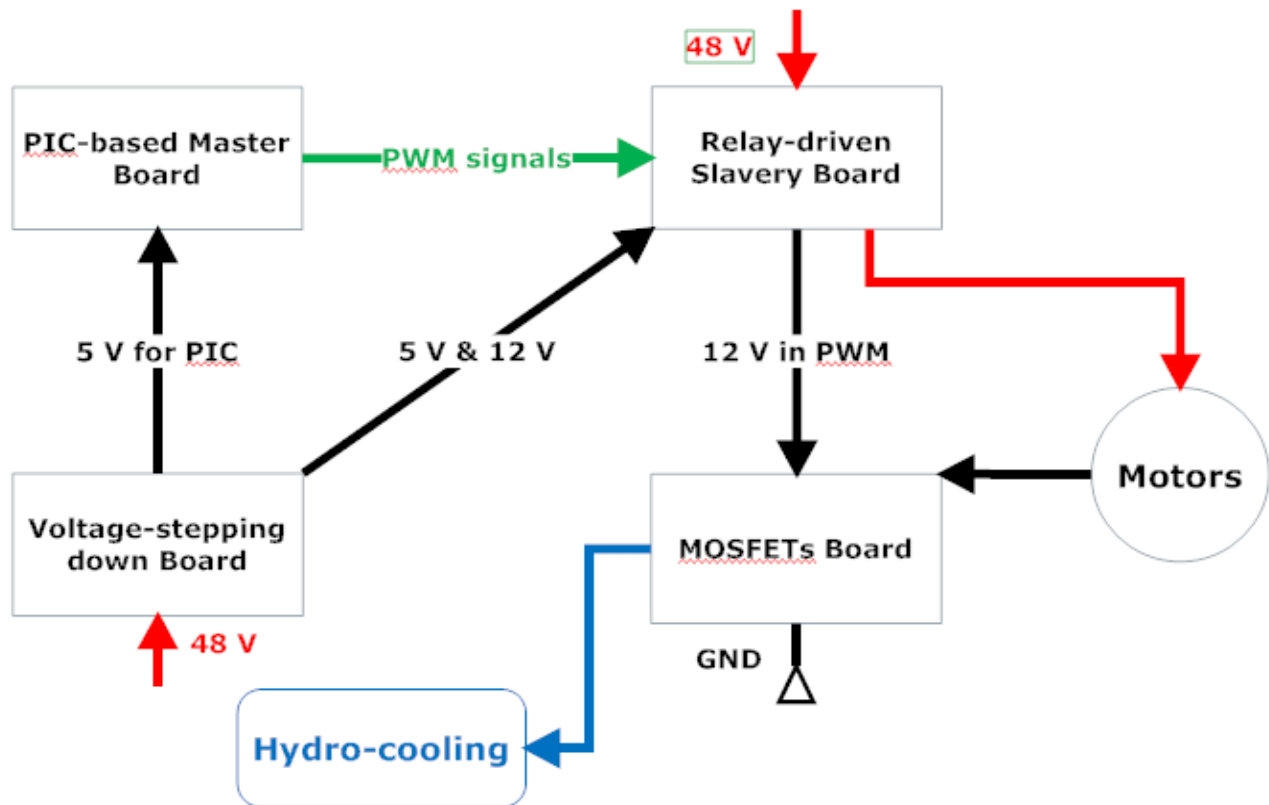 48 V
PIC-based Master
Board
PWM signals
Relay-driven
Slavery Board
5 V for PIC
5 V & 12 V
12 V in PWM
Motors
Voltage-stepping
down Board
MOSFETs Board
48 V
GND
Hydro-cooling